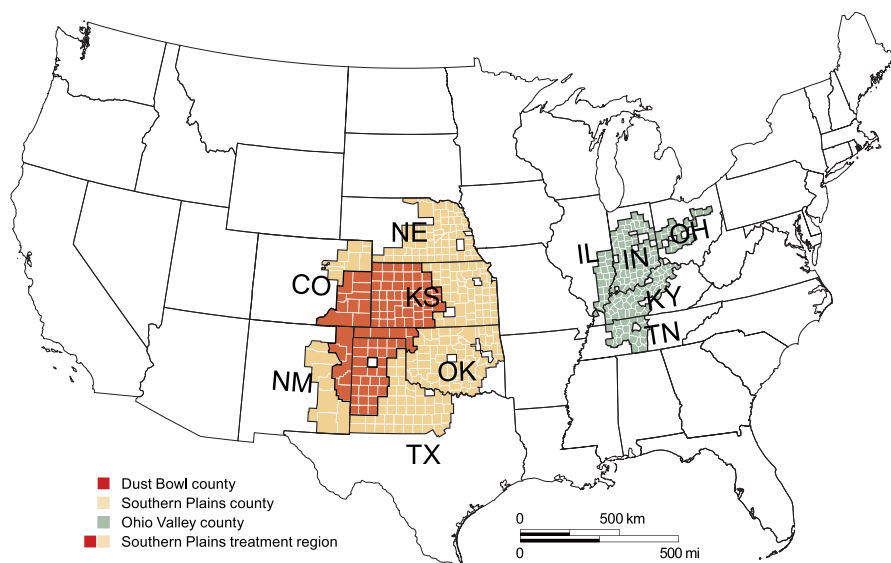 NE
OH
IL
IN
CO
KS
KY
TN
NM
OK
TX
Dust Bowl county
Southern Plains county
Ohio Valley county
Southern Plains treatment region
0 500 km
0 500 mi